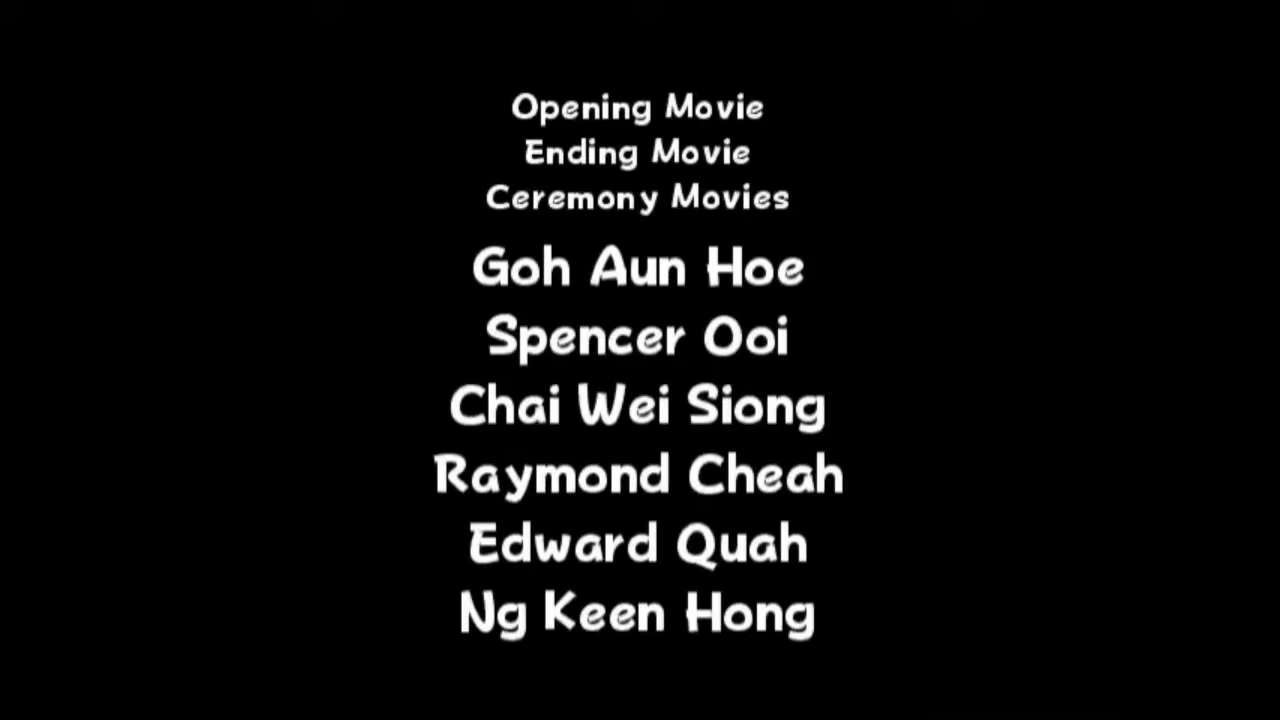 Opening Movie
Ending Movie
Ceremony Movies
Goh Aun Hoe
Spencer Ooi
Chai Wei Siong
Raymond Cheah
Edward Quah
Ng Keen Hong